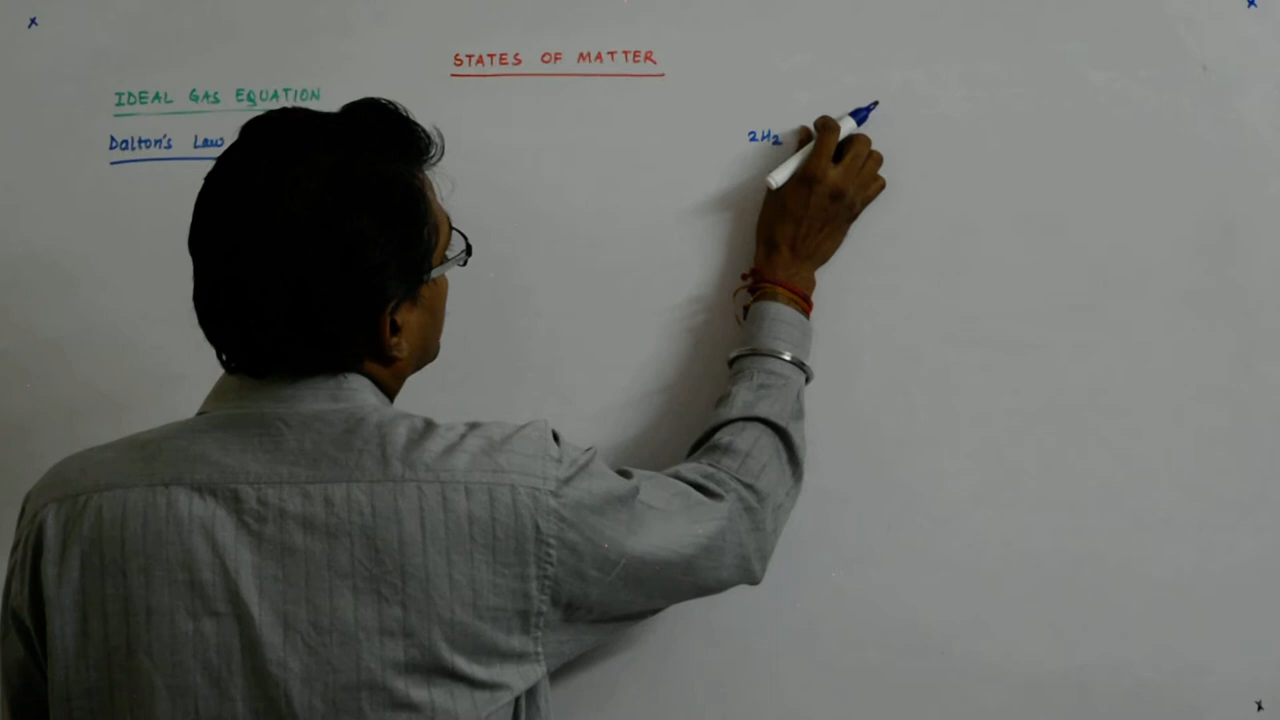 STATES OF MATTER
IDEAL GAS EQUATION
Dalton's Law
2H2